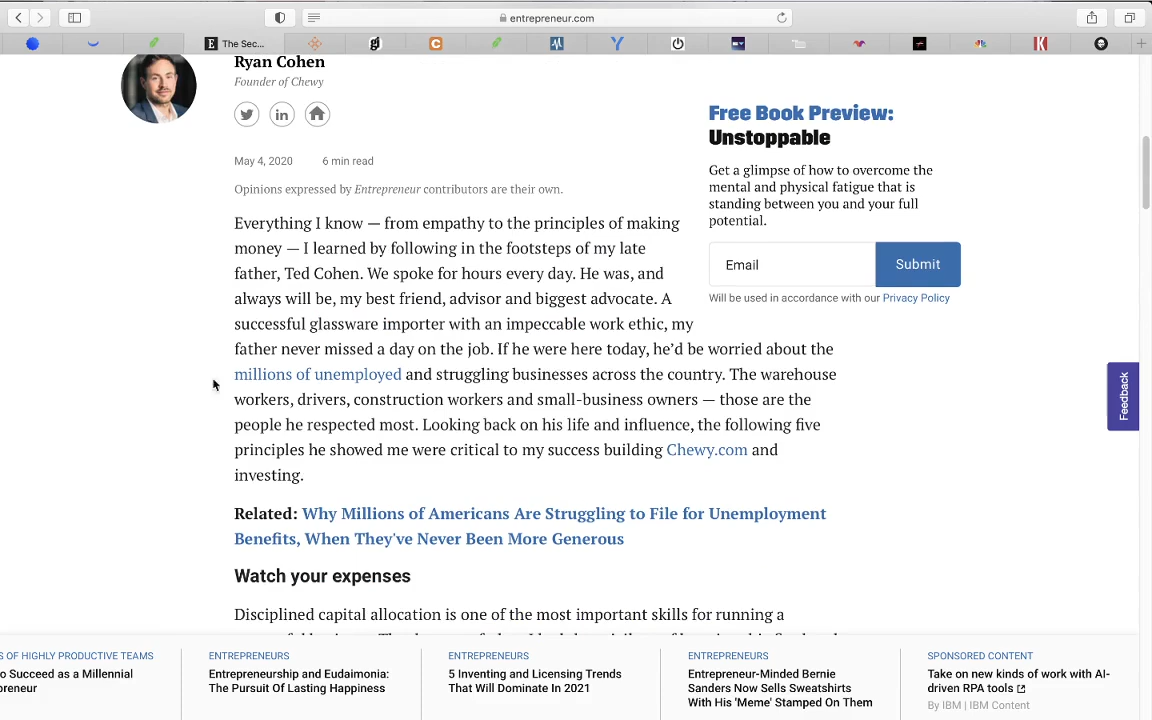 entrepreneur.com
The Sec...
Ryan Cohen
Founder of Chewy
May 4, 2020 6 min read
Opinions expressed by Entrepreneur contributors are their own.
Everything I know — from empathy to the principles of making
money — I learned by following in the footsteps of my late
father, Ted Cohen. We spoke for hours every day. He was, and
always will be, my best friend, advisor and biggest advocate. A
successful glassware importer with an impeccable work ethic, my
father never missed a day on the job. If he were here today, he'd be worried about the
millions of unemployed and struggling businesses across the country. The warehouse
workers, drivers, construction workers and small-business owners — those are the
people he respected most. Looking back on his life and influence, the following five
principles he showed me were critical to my success building Chewy.com and
investing.
Related: Why Millions of Americans Are Struggling to File for Unemployment
Benefits, When They've Never Been More Generous
Watch your expenses
Disciplined capital allocation is one of the most important skills for running a
Free Book Preview:
Unstoppable
Get a glimpse of how to overcome the
mental and physical fatigue that is
standing between you and your full
potential.
Email Submit
Will be used in accordance with our Privacy Policy
Feedback
S OF HIGHLY PRODUCTIVE TEAMS
o Succeed as a Millennial
preneur
ENTREPRENEURS
Entrepreneurship and Eudaimonia:
The Pursuit Of Lasting Happiness
ENTREPRENEURS
5 Investing and Licensing Trends
That Will Dominate In 2021
ENTREPRENEURS
Entrepreneur-Minded Bernie
Sanders Now Sells Sweatshirts
With His 'Meme' Stamped On Them
SPONSORED CONTENT
Take on new kinds of work with AI-
driven RPA tools
By IBM | IBM Content